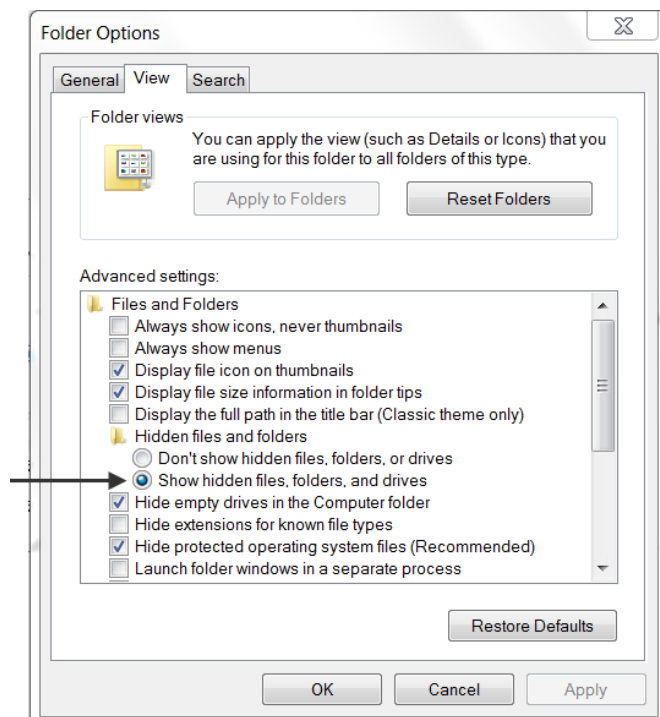 Folder Options
General View Search
Folder views
You can apply the view (such as Details or Icons) that you
are using for this folder to all folders of this type.
Apply to Folders Reset Folders
Advanced settings:
Files and Folders
Always show icons, never thumbnails
Always show menus
Display file icon on thumbnails
Display file size information in folder tips
Display the full path in the title bar (Classic theme only)
Hidden files and folders
Don't show hidden files, folders, or drives
Show hidden files, folders, and drives
Hide empty drives in the Computer folder
Hide extensions for known file types
Hide protected operating system files (Recommended)
Launch folder windows in a separate process
Restore Defaults
OK Cancel Apply